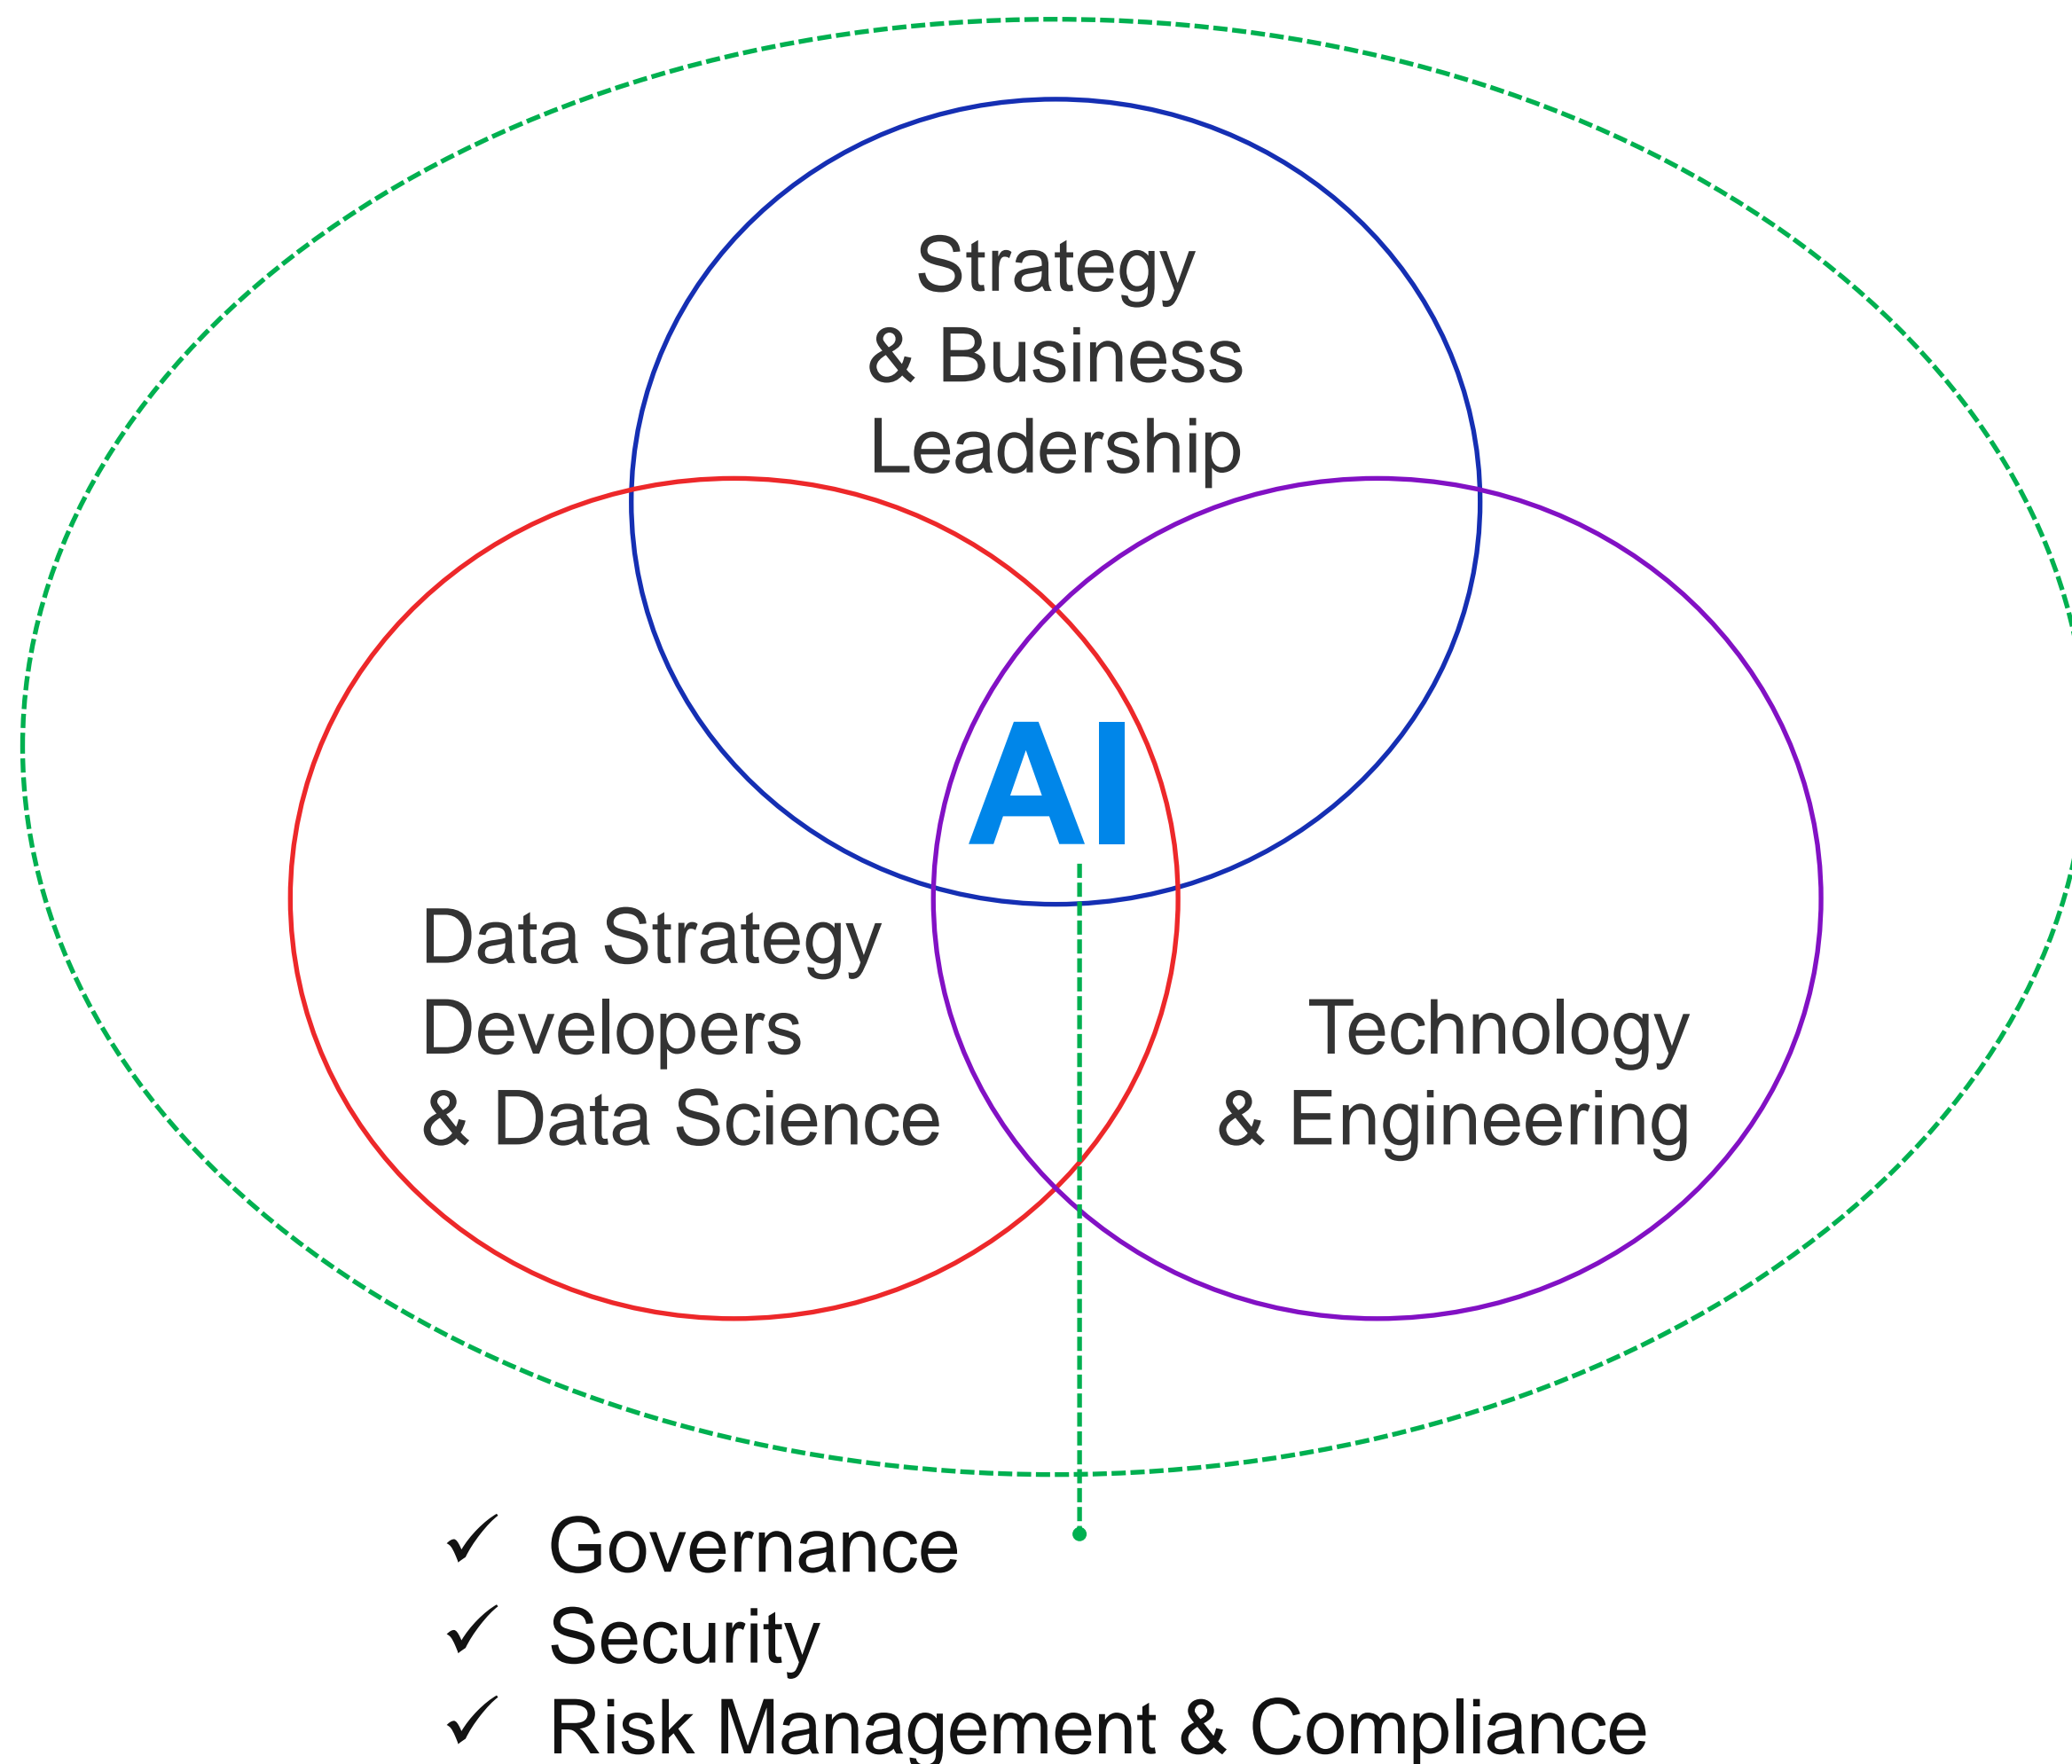 Strategy
& Business
Leadership
AI
Data Strategy
Developers
& Data Science
Technology
& Engineering
✓ Governance
✓ Security
✓ Risk Management & Compliance